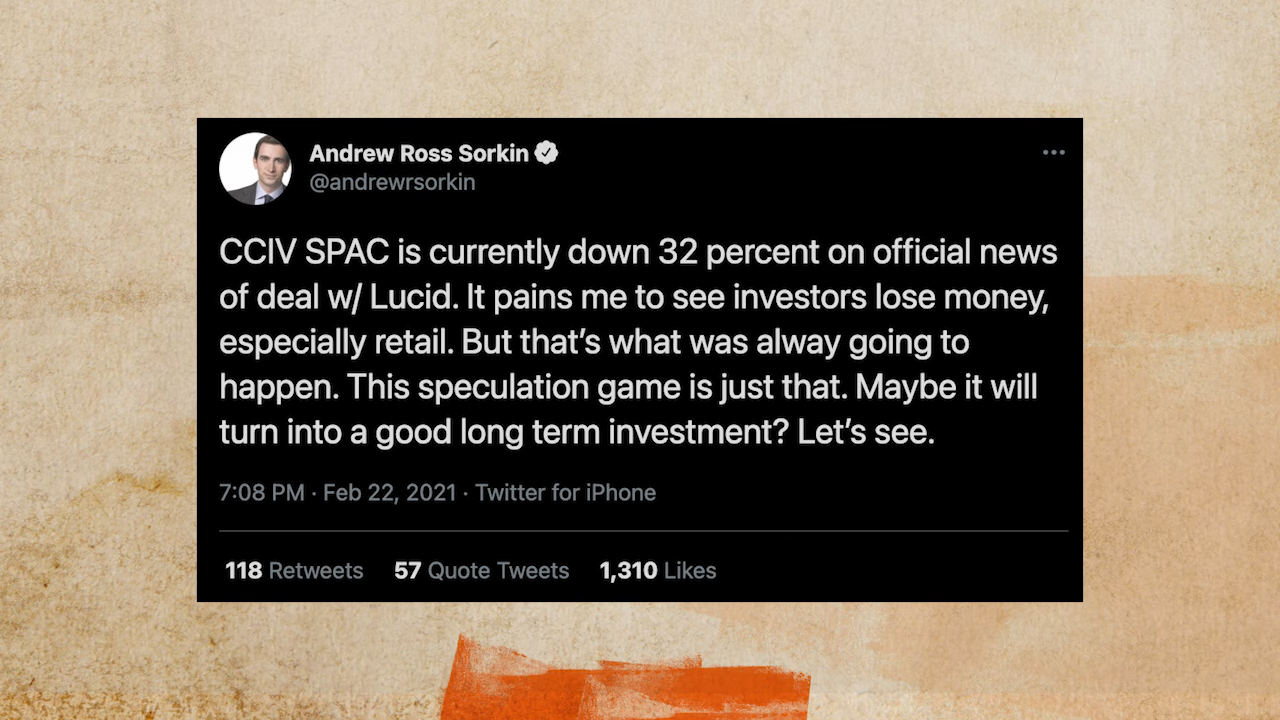 Andrew Ross Sorkin
@andrewrsorkin
CCIV SPAC is currently down 32 percent on official news
of deal w/ Lucid. It pains me to see investors lose money,
especially retail. But that’s what was alway going to
happen. This speculation game is just that. Maybe it will
turn into a good long term investment? Let’s see.
7:08 PM · Feb 22, 2021 · Twitter for iPhone
118 Retweets 57 Quote Tweets 1,310 Likes